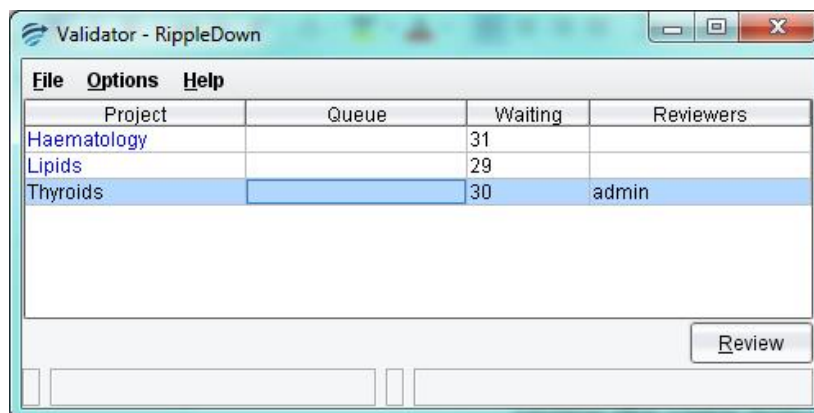 Validator - RippleDown
File Options Help
Project Queue Waiting Reviewers
Haematology 31
Lipids 29
Thyroids 30 admin
Review